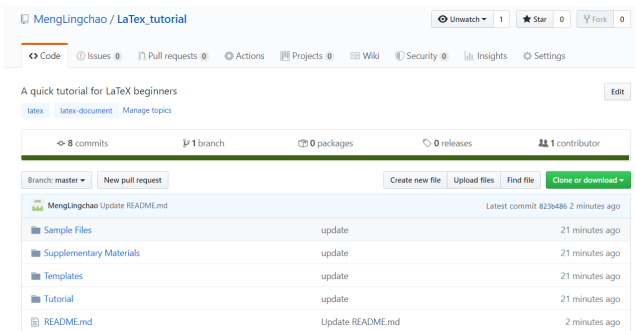 MengLingchao / LaTex_tutorial Unwatch 1 Star 0 Fork 0
Code Issues 0 Pull requests 0 Actions Projects 0 Wiki Security 0 Insights Settings
A quick tutorial for LaTeX beginners Edit
latex latex-document Manage topics
8 commits 1 branch 0 packages 0 releases 1 contributor
Branch: master New pull request Create new file Upload files Find file Clone or download
MengLingchao Update README.md Latest commit 823b486 2 minutes ago
Sample Files update 21 minutes ago
Supplementary Materials update 21 minutes ago
Templates update 21 minutes ago
Tutorial update 21 minutes ago
README.md Update README.md 2 minutes ago